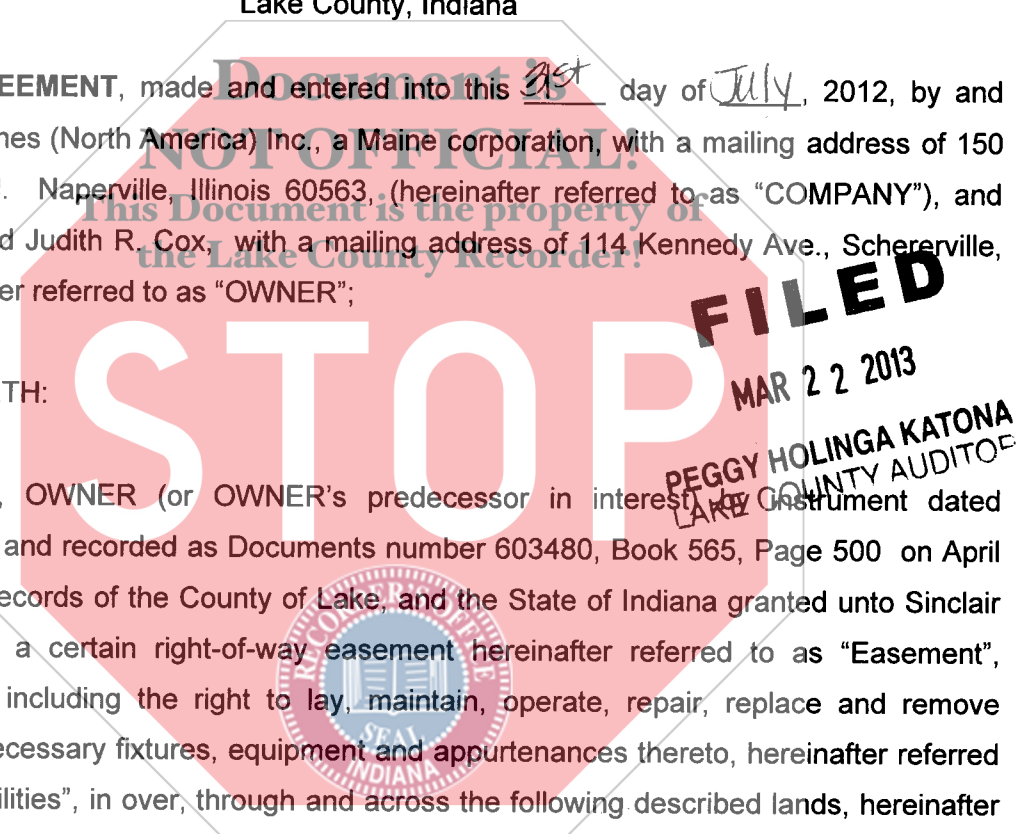 Lake County, Indiana
Document is
EEMENT, made and entered into this 21st day of July, 2012, by and
NOT OFFICIAL!
nes (North America) Inc., a Maine corporation, with a mailing address of 150
. Naperville, Illinois 60563, (hereinafter referred to as “COMPANY”), and
This Document is the property of
d Judith R. Cox, with a mailing address of 114 Kennedy Ave., Schererville,
the Lake County Recorder!
er referred to as “OWNER”;
FILED
STOP
MAR 22 2013
TH:
PEGGY HOLINGA KATONA
LAKE COUNTY AUDITOR
, OWNER (or OWNER’s predecessor in interest) by instrument dated
and recorded as Documents number 603480, Book 565, Page 500 on April
ecords of the County of Lake, and the State of Indiana granted unto Sinclair
a certain right-of-way easement hereinafter referred to as “Easement”,
including the right to lay, maintain, operate, repair, replace and remove
ecessary fixtures, equipment and appurtenances thereto, hereinafter referred
ilities”, in over, through and across the following described lands, hereinafter
RECORDER'S OFFICE
SEAL
INDIANA